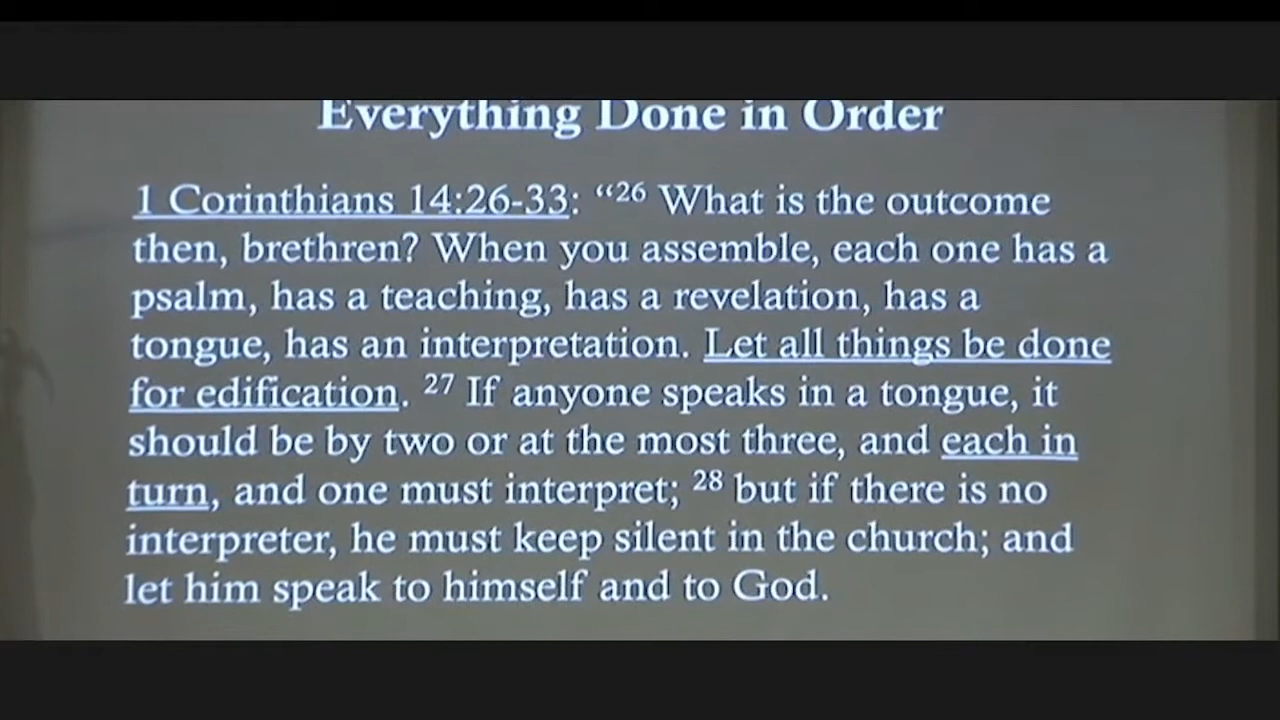 Everything Done in Order
1 Corinthians 14:26-33: “26 What is the outcome
then, brethren? When you assemble, each one has a
psalm, has a teaching, has a revelation, has a
tongue, has an interpretation. Let all things be done
for edification. 27 If anyone speaks in a tongue, it
should be by two or at the most three, and each in
turn, and one must interpret; 28 but if there is no
interpreter, he must keep silent in the church; and
let him speak to himself and to God.